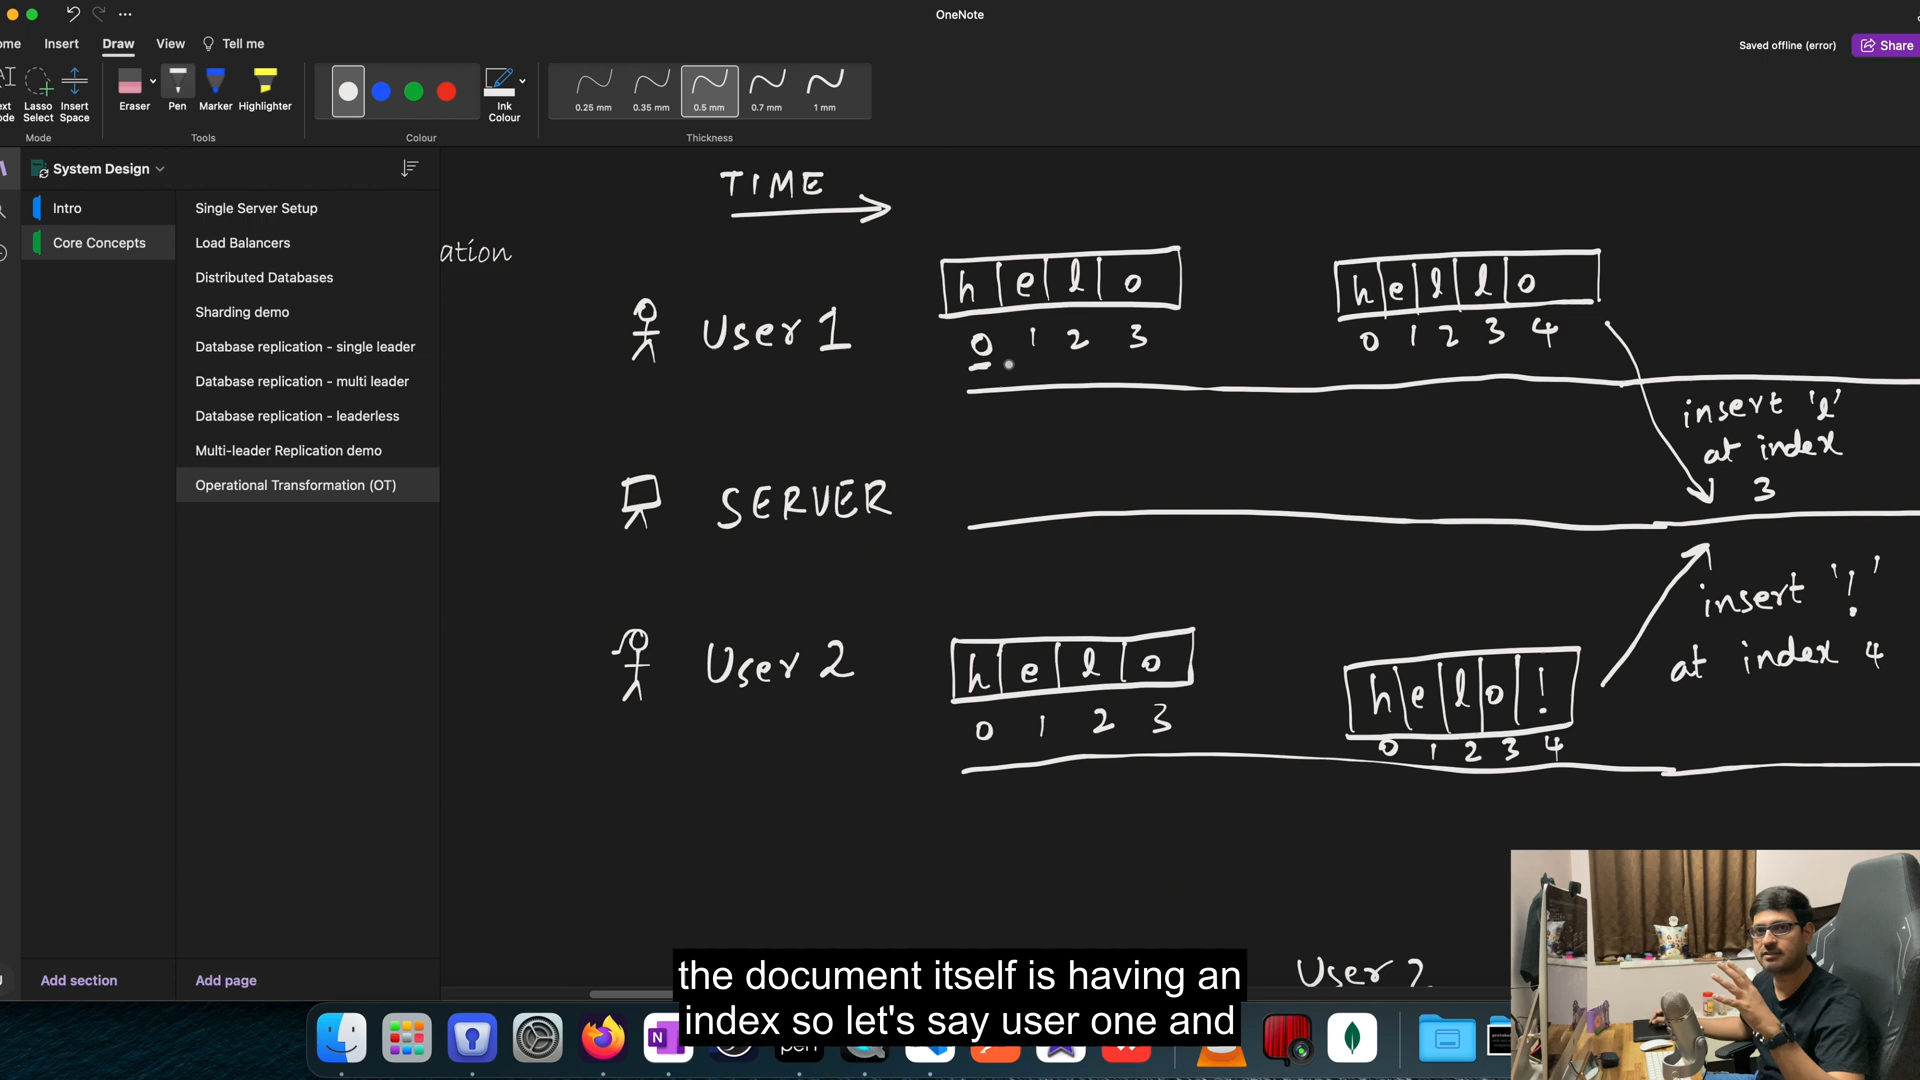 OneNote
ome Insert Draw View Tell me
Saved offline (error) Share
Lasso Select
Insert Space
Eraser Pen Marker Highlighter
Ink Colour
0.25 mm 0.35 mm 0.5 mm 0.7 mm 1 mm
Mode Tools Colour Thickness
System Design
Intro
Core Concepts
Single Server Setup
Load Balancers
Distributed Databases
Sharding demo
Database replication - single leader
Database replication - multi leader
Database replication - leaderless
Multi-leader Replication demo
Operational Transformation (OT)
Add section
Add page
ation
TIME
User 1
h e l o
0 1 2 3
h e l l o
0 1 2 3 4
insert 'l'
at index
3
SERVER
insert '!'
at index 4
User 2
h e l o
0 1 2 3
h e l o !
0 1 2 3 4
User 2
the document itself is having an
index so let's say user one and